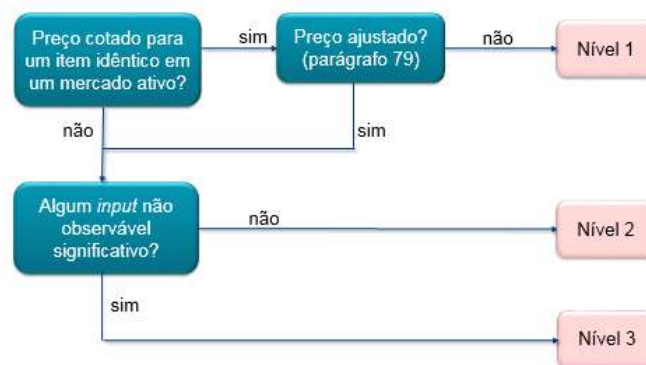 Preço cotado para
um item idêntico em
um mercado ativo?
sim
Preço ajustado?
(parágrafo 79)
não
Nível 1
não
sim
Algum input não
observável
significativo?
não
Nível 2
sim
Nível 3